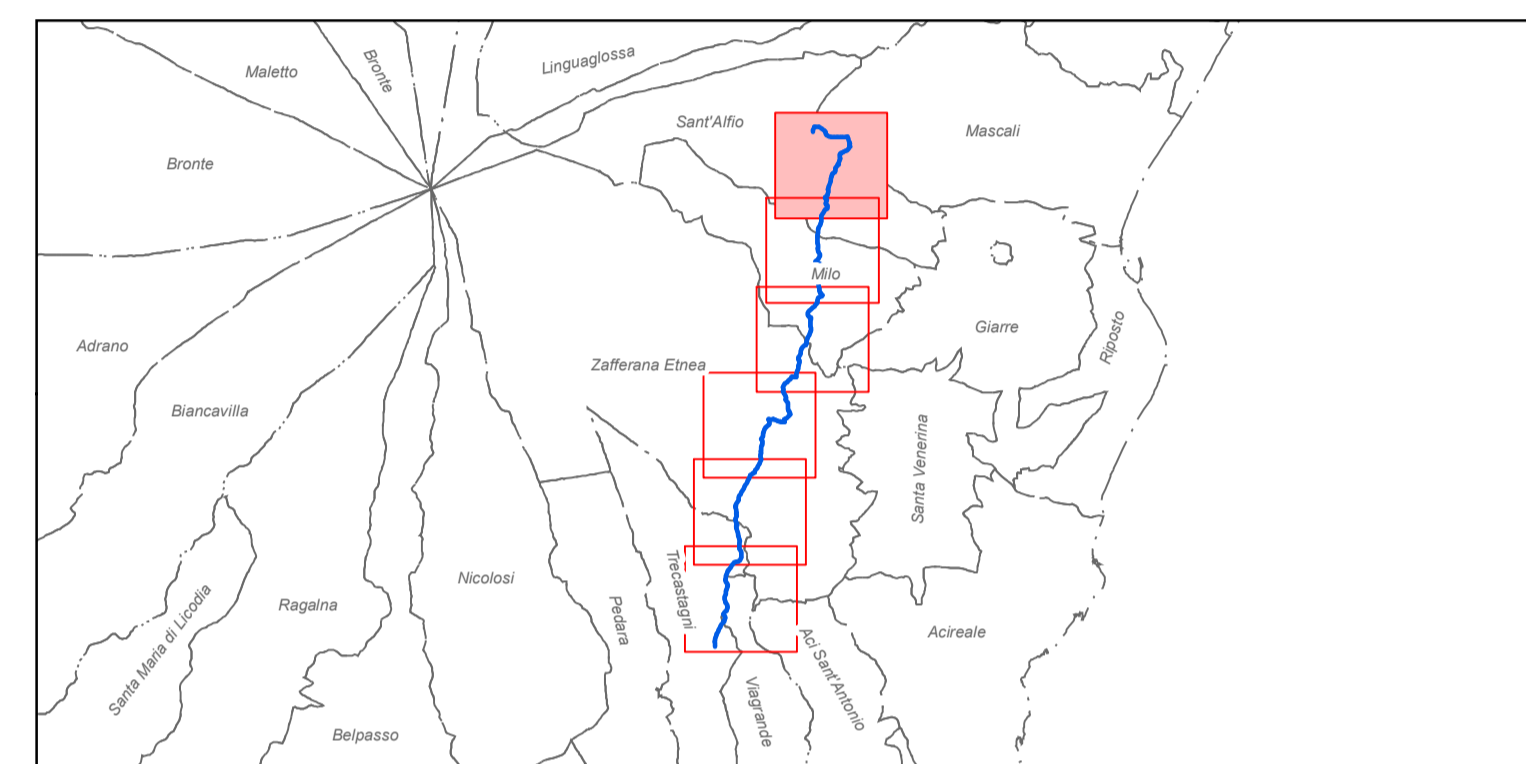 Linguaglossa
Maletto
Bronte
Sant'Alfio
Mascali
Bronte
Milo
Giarre
Riposto
Adrano
Zafferana Etnea
Biancavilla
Santa Venerina
Nicolosi
Trecastagni
Ragalna
Pedara
Santa Maria di Licodia
Acireale
Aci Sant'Antonio
Viagrande
Belpasso